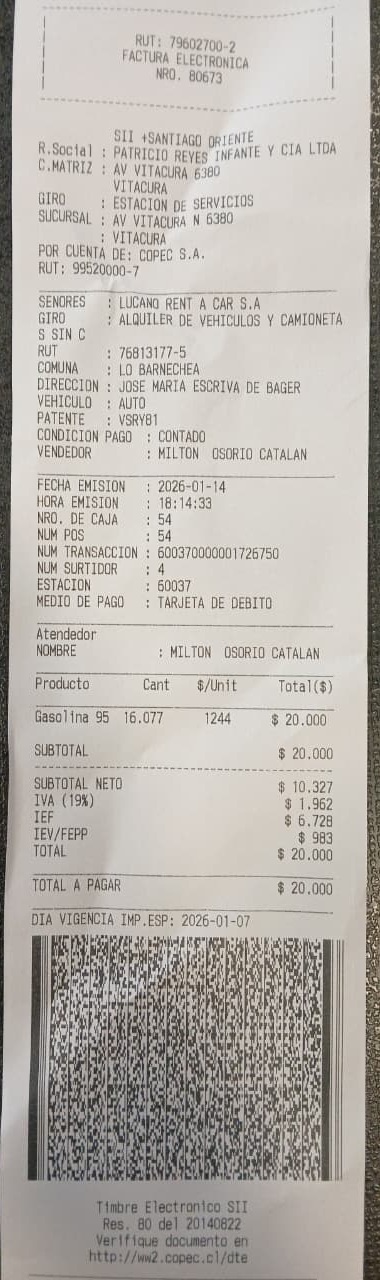 RUT: 79602700-2
FACTURA ELECTRONICA
NRO. 80673
SII +SANTIAGO ORIENTE
R.Social : PATRICIO REYES INFANTE Y CIA LTDA
C.MATRIZ : AV VITACURA 6380
VITACURA
GIRO : ESTACION DE SERVICIOS
SUCURSAL : AV VITACURA N 6380
: VITACURA
POR CUENTA DE: COPEC S.A.
RUT: 99520000-7
SENORES : LUCANO RENT A CAR S.A
GIRO : ALQUILER DE VEHICULOS Y CAMIONETA
S SIN C
RUT : 76813177-5
COMUNA : LO BARNECHEA
DIRECCION : JOSE MARIA ESCRIVA DE BAGER
VEHICULO : AUTO
PATENTE : VSRY81
CONDICION PAGO : CONTADO
VENDEDOR : MILTON OSORIO CATALAN
FECHA EMISION : 2026-01-14
HORA EMISION : 18:14:33
NRO. DE CAJA : 54
NUM POS : 54
NUM TRANSACCION : 600370000001726750
NUM SURTIDOR : 4
ESTACION : 60037
MEDIO DE PAGO : TARJETA DE DEBITO
Atendedor
NOMBRE : MILTON OSORIO CATALAN
Producto Cant $/Unit Total($)
Gasolina 95 16.077 1244 $ 20.000
SUBTOTAL $ 20.000
SUBTOTAL NETO $ 10.327
IVA (19%) $ 1.962
IEF $ 6.728
IEV/FEPP $ 983
TOTAL $ 20.000
TOTAL A PAGAR $ 20.000
DIA VIGENCIA IMP.ESP: 2026-01-07
Timbre Electronico SII
Res. 80 del 20140822
Verifique documento en
http://ww2.copec.cl/dte